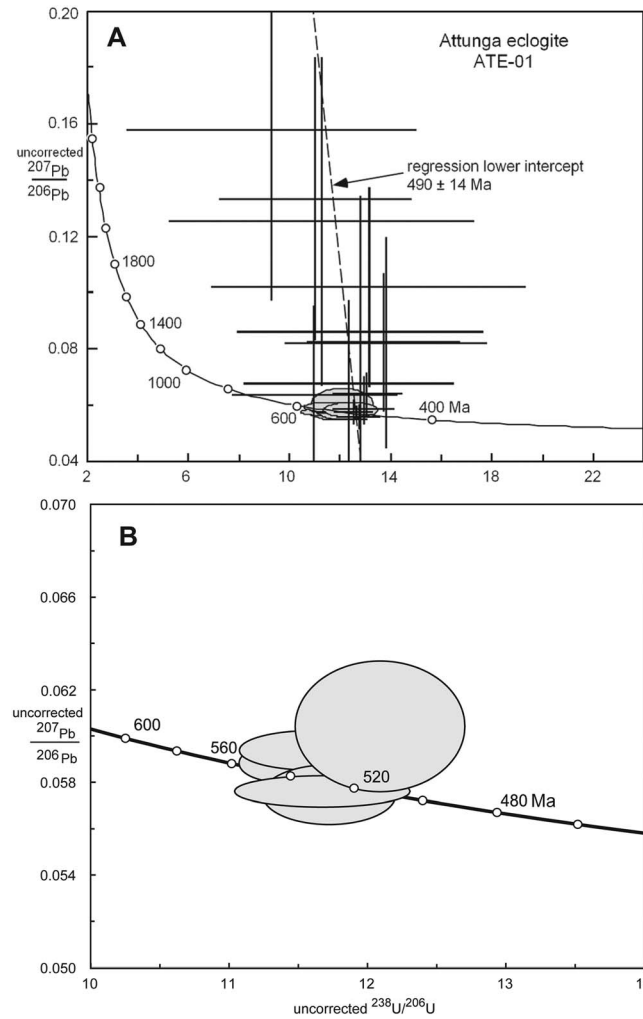 A
Attunga eclogite
ATE-01
0.20
0.16
uncorrected
207Pb
206Pb
0.12
0.08
0.04
regression lower intercept
490 ± 14 Ma
1800
1400
1000
600
400 Ma
2 6 10 14 18 22
B
0.070
0.066
0.062
uncorrected
207Pb
206Pb
0.058
0.054
0.050
600
560
520
480 Ma
10 11 12 13
uncorrected 238U/206U